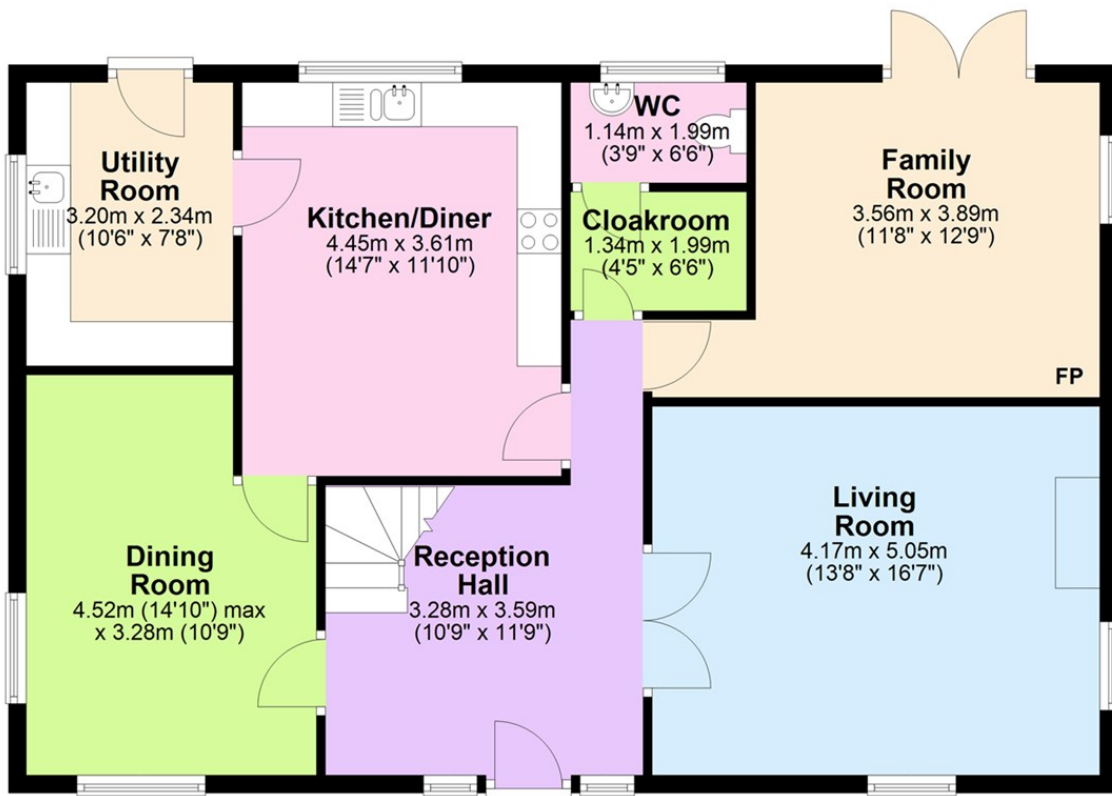 Utility
Room
3.20m x 2.34m
(10'6" x 7'8")
Kitchen/Diner
4.45m x 3.61m
(14'7" x 11'10")
WC
1.14m x 1.99m
(3'9" x 6'6")
Cloakroom
1.34m x 1.99m
(4'5" x 6'6")
Family
Room
3.56m x 3.89m
(11'8" x 12'9")
FP
Dining
Room
4.52m (14'10") max
x 3.28m (10'9")
Reception
Hall
3.28m x 3.59m
(10'9" x 11'9")
Living
Room
4.17m x 5.05m
(13'8" x 16'7")